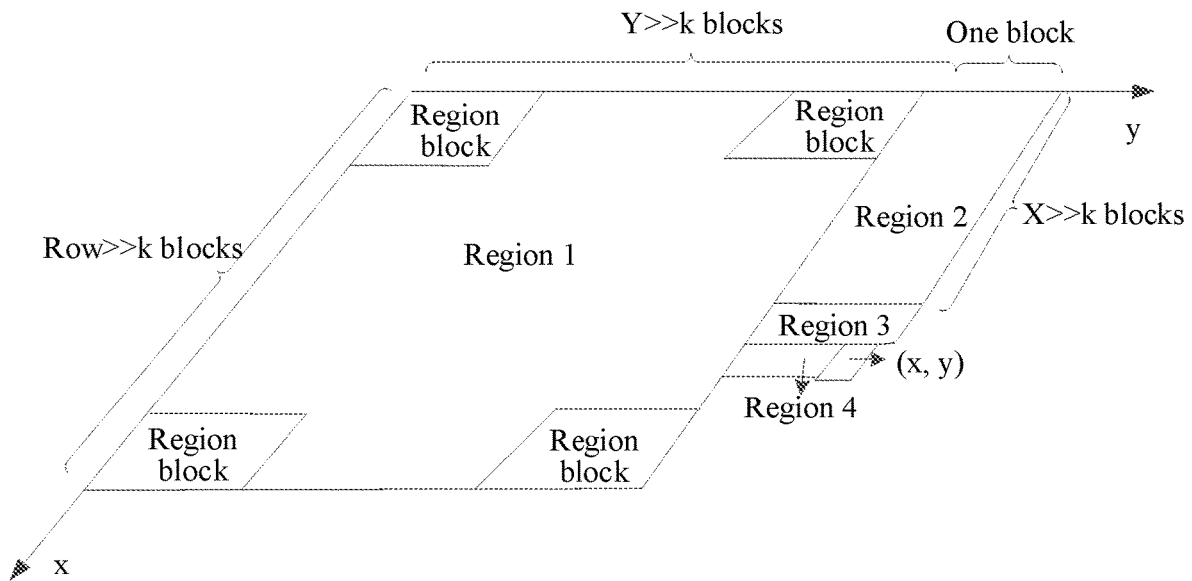 Y>>k blocks
One block
Region
block
Region
block
y
Region 2
X>>k blocks
Row>>k blocks
Region 1
Region 3
(x, y)
Region 4
Region
block
Region
block
x